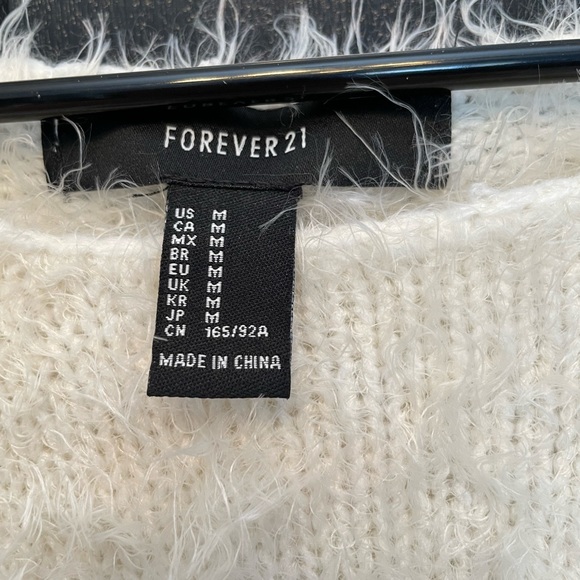 FOREVER 21
US M
CA M
MX M
BR M
EU M
UK M
KR M
JP M
CN 165/92A
MADE IN CHINA